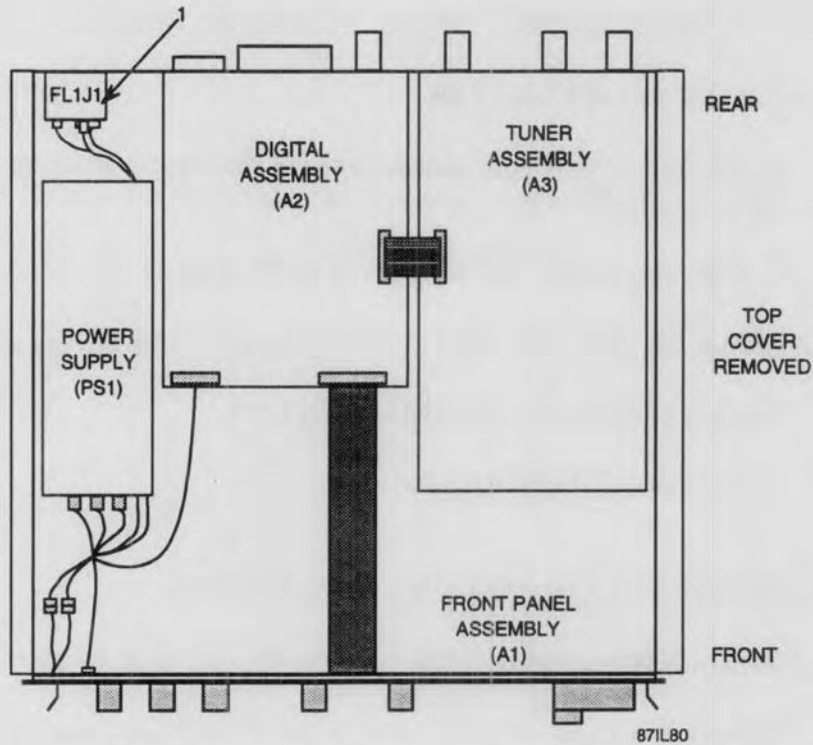 1
FL1J1
REAR
DIGITAL
ASSEMBLY
(A2)
TUNER
ASSEMBLY
(A3)
POWER
SUPPLY
(PS1)
TOP
COVER
REMOVED
FRONT PANEL
ASSEMBLY
(A1)
FRONT
87IL80